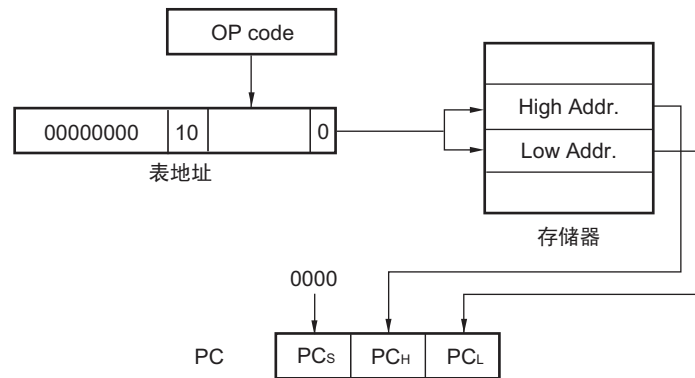 OP code
00000000 10 0
表地址
High Addr.
Low Addr.
存储器
0000
PC PCS PCH PCL